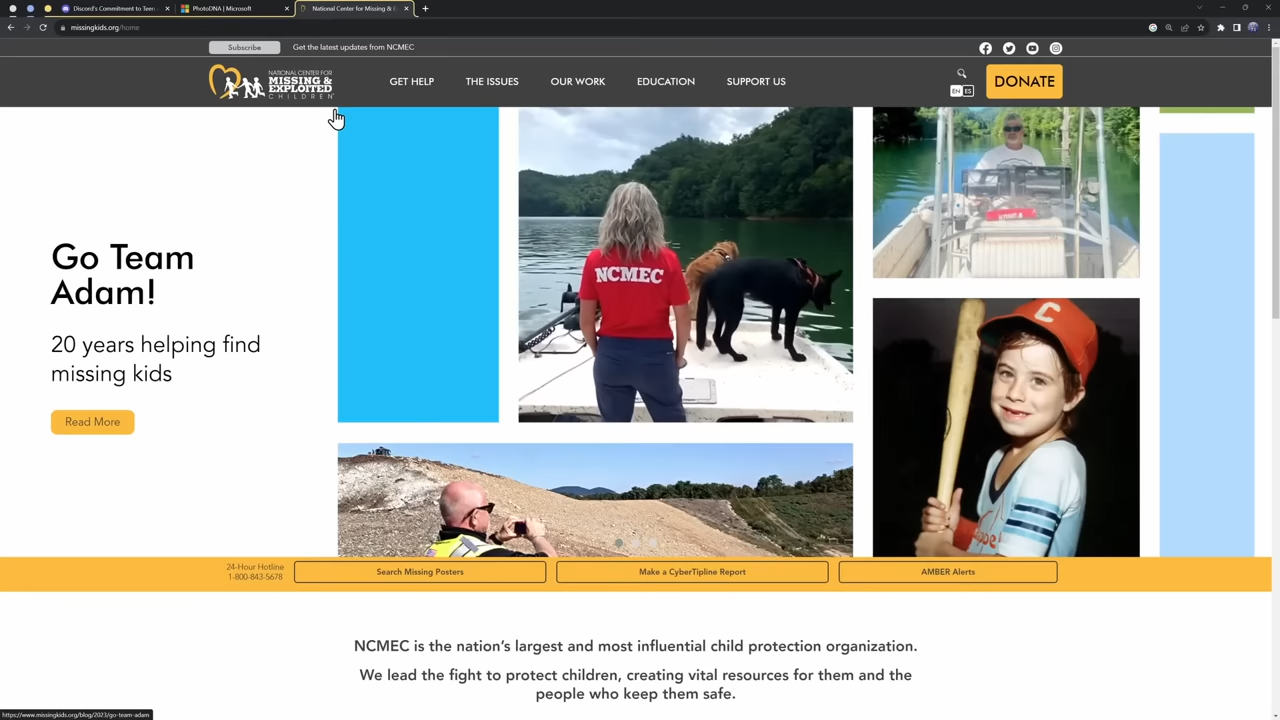 Discord's Commitment to Teen
PhotoDNA | Microsoft
National Center for Missing & E
missingkids.org/home
Subscribe
Get the latest updates from NCMEC
NATIONAL CENTER FOR
MISSING &
EXPLOITED
CHILDREN
GET HELP
THE ISSUES
OUR WORK
EDUCATION
SUPPORT US
EN ES
DONATE
Go Team
Adam!
20 years helping find
missing kids
Read More
NCMEC
C
24-Hour Hotline
1-800-843-5678
Search Missing Posters
Make a CyberTipline Report
AMBER Alerts
NCMEC is the nation's largest and most influential child protection organization.
We lead the fight to protect children, creating vital resources for them and the
people who keep them safe.
https://www.missingkids.org/blog/2023/go-team-adam